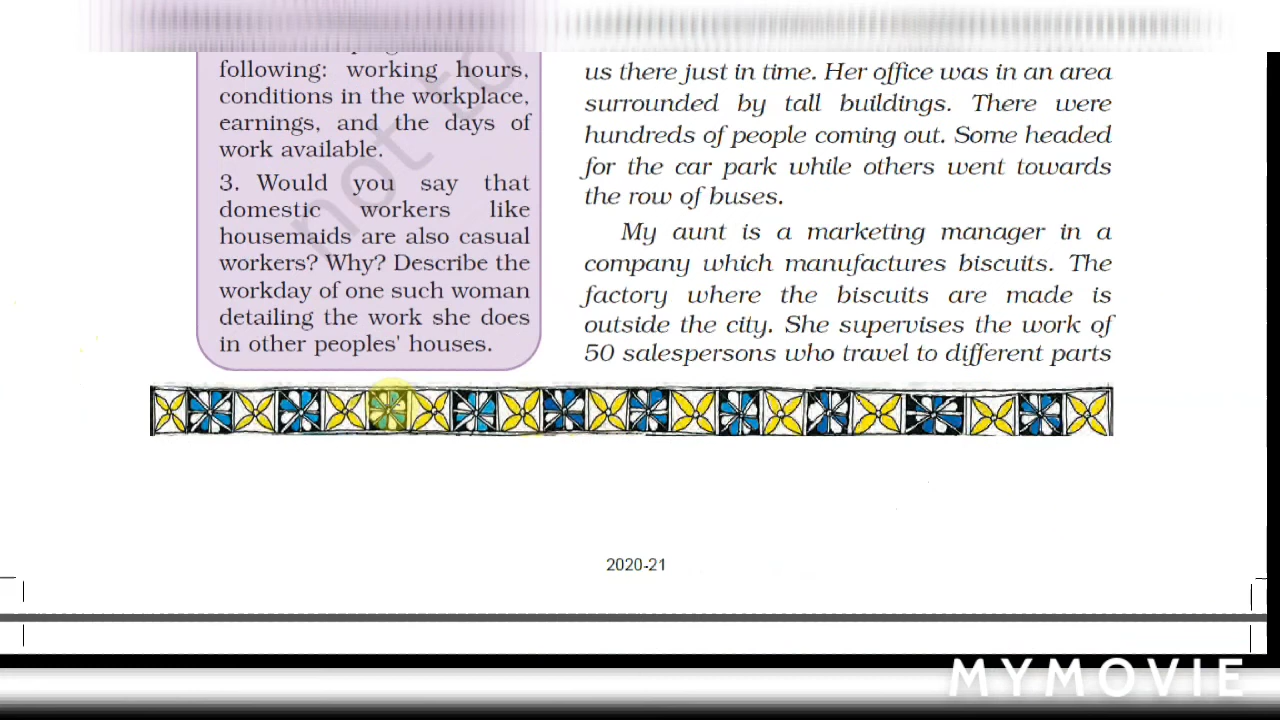 following: working hours,
conditions in the workplace,
earnings, and the days of
work available.
3. Would you say that
domestic workers like
housemaids are also casual
workers? Why? Describe the
workday of one such woman
detailing the work she does
in other peoples' houses.
us there just in time. Her office was in an area
surrounded by tall buildings. There were
hundreds of people coming out. Some headed
for the car park while others went towards
the row of buses.
My aunt is a marketing manager in a
company which manufactures biscuits. The
factory where the biscuits are made is
outside the city. She supervises the work of
50 salespersons who travel to different parts
not to
2020-21
MYMOVIE